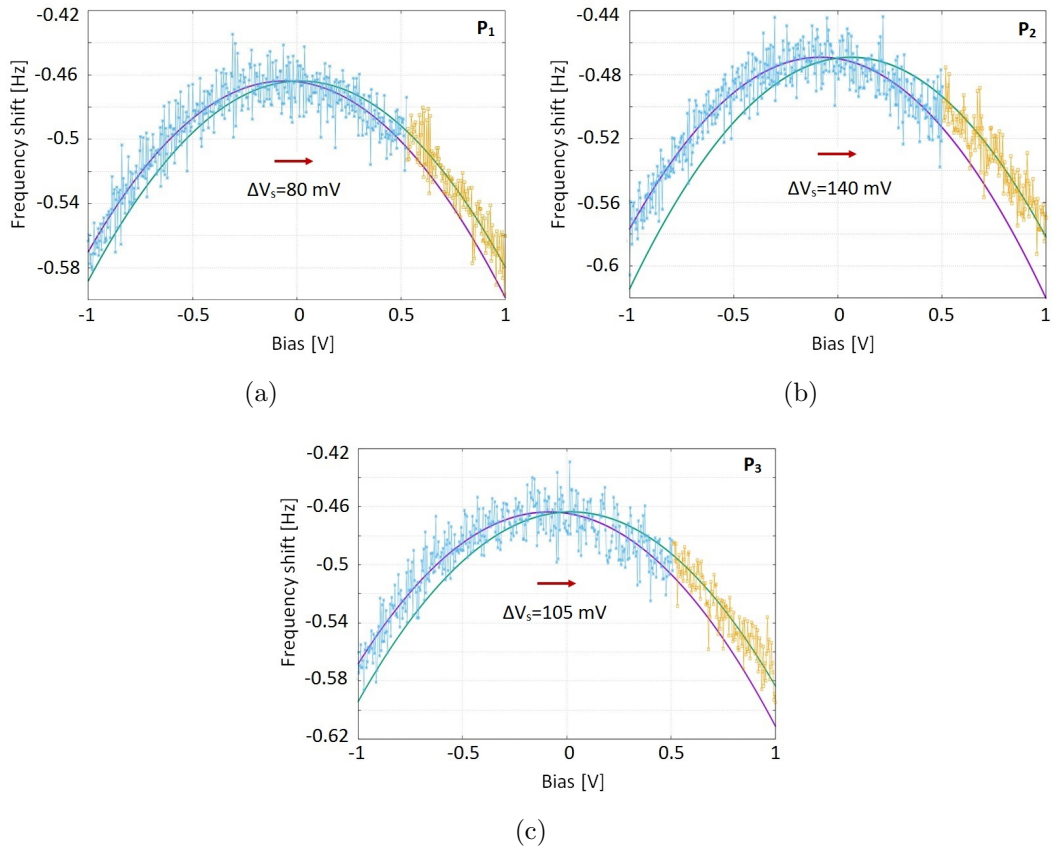 P₁
Frequency shift [Hz]
-0.42
-0.46
-0.5
-0.54
-0.58
ΔVₛ=80 mV
-1
-0.5
0
0.5
1
Bias [V]
(a)
P₂
Frequency shift [Hz]
-0.44
-0.48
-0.52
-0.56
-0.6
ΔVₛ=140 mV
-1
-0.5
0
0.5
1
Bias [V]
(b)
P₃
Frequency shift [Hz]
-0.42
-0.46
-0.5
-0.54
-0.58
-0.62
ΔVₛ=105 mV
-1
-0.5
0
0.5
1
Bias [V]
(c)